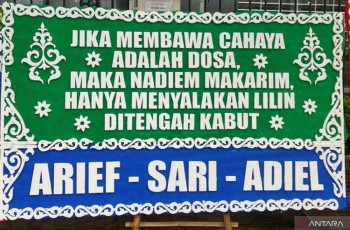 JIKA MEMBAWA CAHAYA
ADALAH DOSA,
MAKA NADIEM MAKARIM,
HANYA MENYALAKAN LILIN
DITENGAH KABUT
ARIEF - SARI - ADIEL
ANTARA